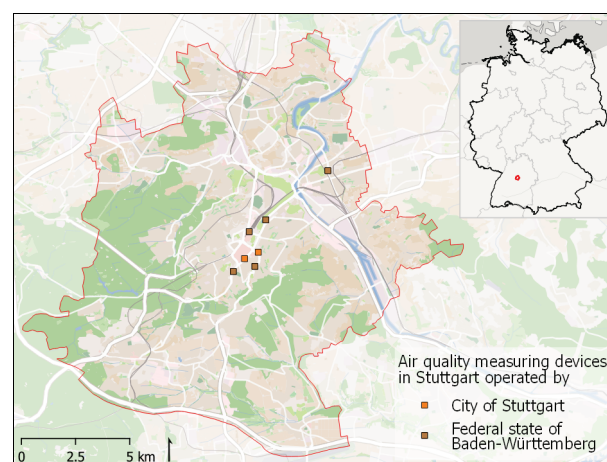 Air quality measuring devices
in Stuttgart operated by
City of Stuttgart
Federal state of
Baden-Württemberg
0 2.5 5 km